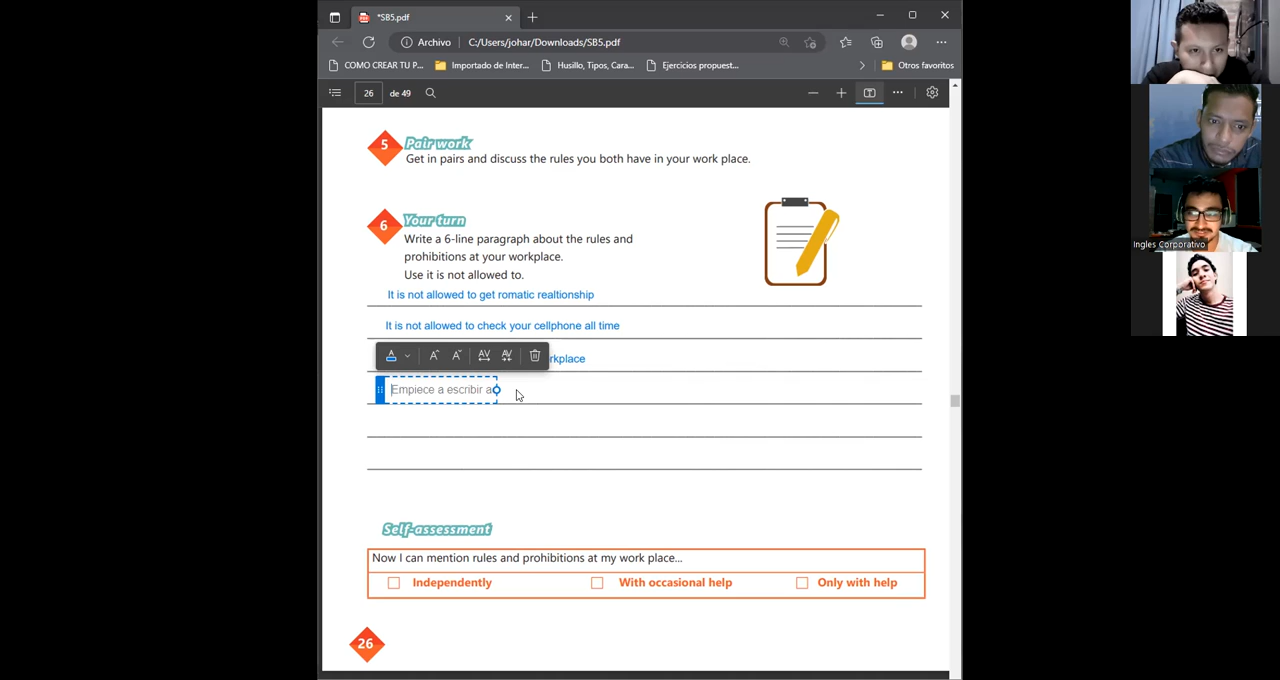 *SB5.pdf
Archivo C:/Users/johar/Downloads/SB5.pdf
COMO CREAR TU P... Importado de Inter... Husillo, Tipos, Cara... Ejercicios propuest... Otros favoritos
26 de 49
5 Pair work
Get in pairs and discuss the rules you both have in your work place.
6 Your turn
Write a 6-line paragraph about the rules and
prohibitions at your workplace.
Use it is not allowed to.
It is not allowed to get romatic realtionship
It is not allowed to check your cellphone all time
rkplace
Empiece a escribir a
Self-assessment
Now I can mention rules and prohibitions at my work place...
Independently With occasional help Only with help
26
Ingles Corporativo